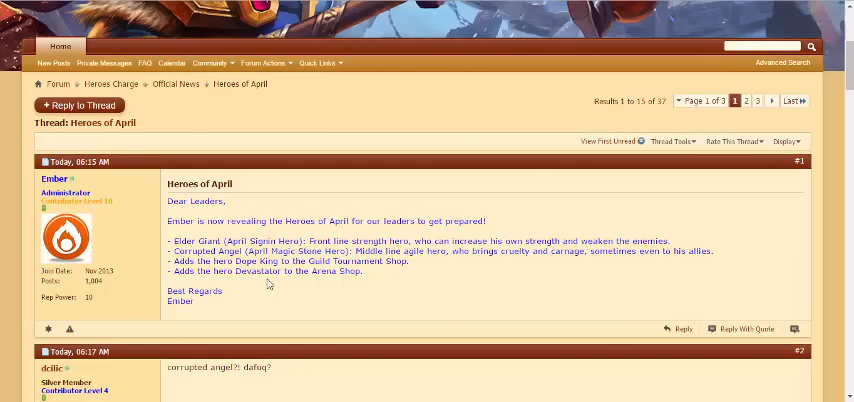 Home
New Posts Private Messages FAQ Calendar Community Forum Actions Quick Links
Advanced Search
Forum Heroes Charge Official News Heroes of April
+ Reply to Thread
Results 1 to 15 of 37
Page 1 of 3 1 2 3 Last
Thread: Heroes of April
View First Unread Thread Tools Rate This Thread Display
Today, 06:15 AM #1
Ember
Administrator
Contributor Level 10
Join Date: Nov 2013
Posts: 1,004
Rep Power: 10
Heroes of April
Dear Leaders,
Ember is now revealing the Heroes of April for our leaders to get prepared!
- Elder Giant (April Signin Hero): Front line strength hero, who can increase his own strength and weaken the enemies.
- Corrupted Angel (April Magic Stone Hero): Middle line agile hero, who brings cruelty and carnage, sometimes even to his allies.
- Adds the hero Dope King to the Guild Tournament Shop.
- Adds the hero Devastator to the Arena Shop.
Best Regards
Ember
Reply Reply With Quote
Today, 06:17 AM #2
dcilic
Silver Member
Contributor Level 4
corrupted angel?! dafuq?